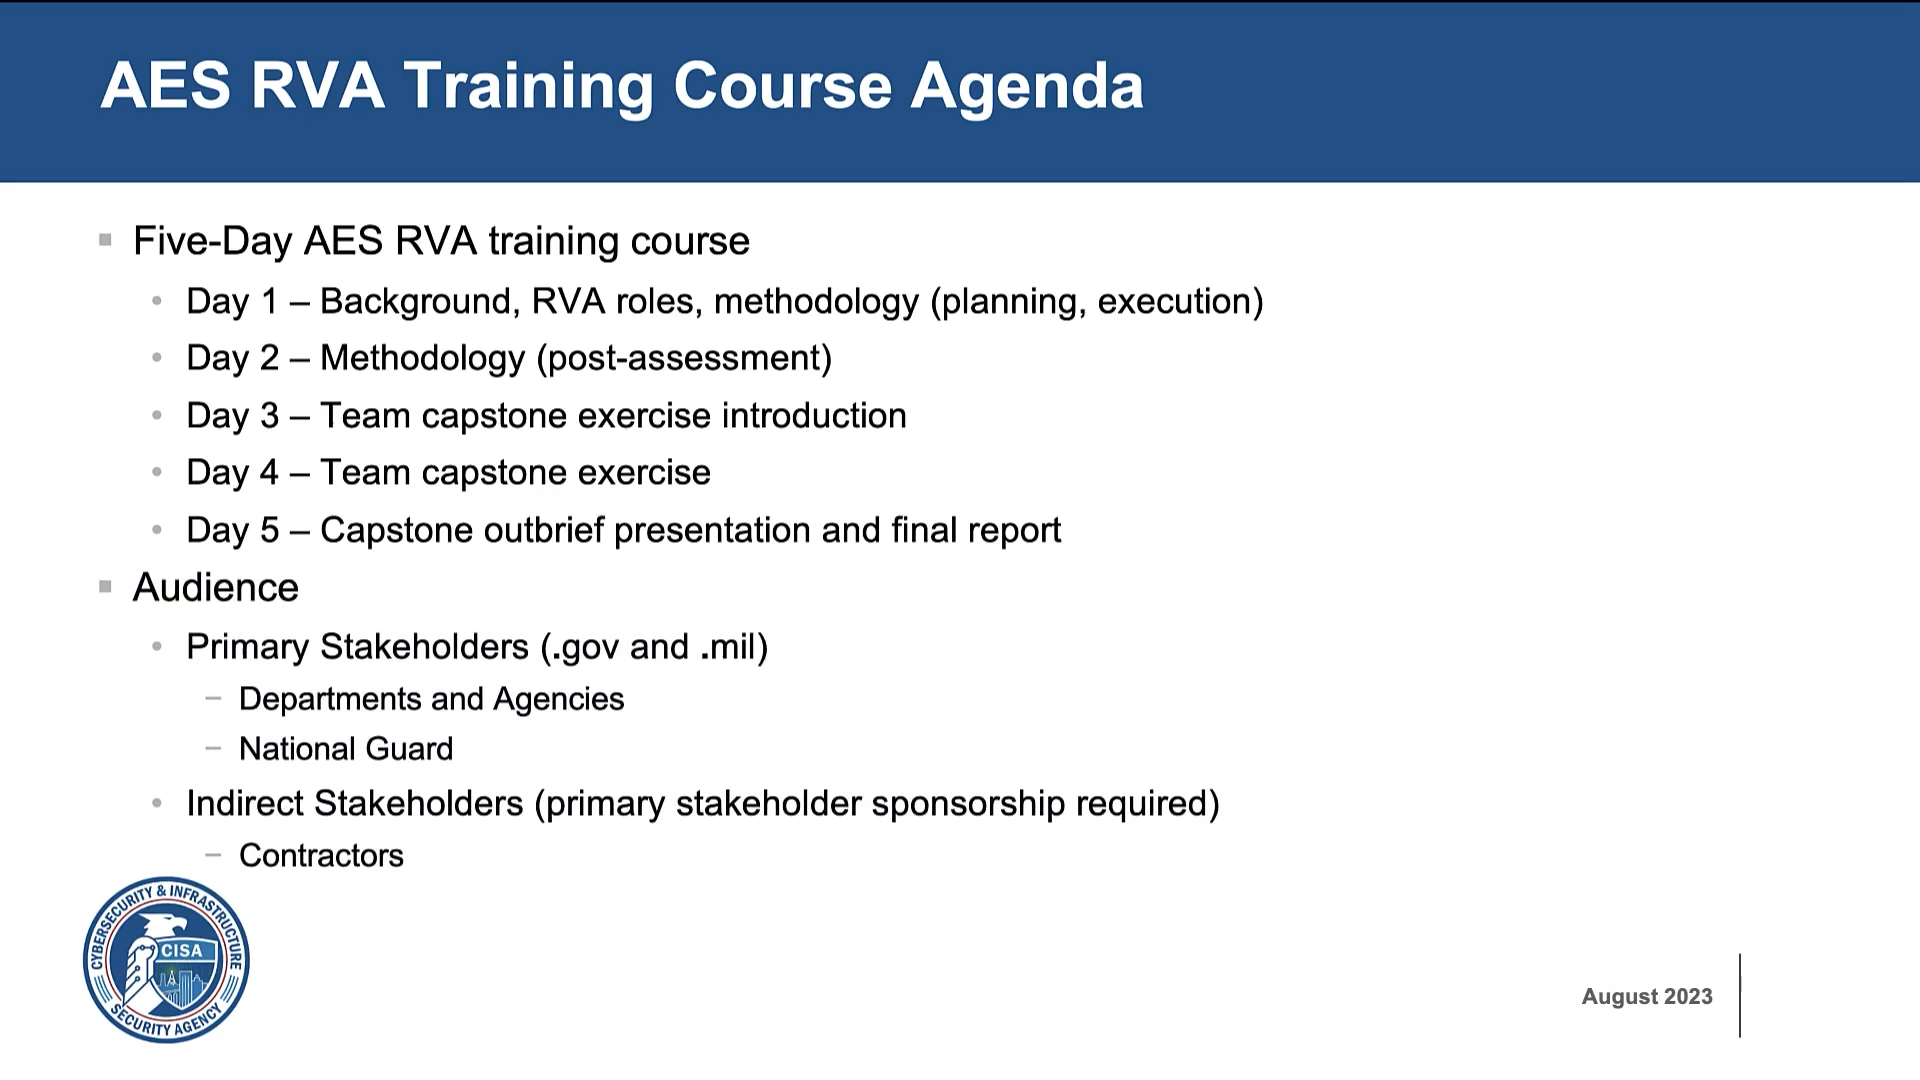 AES RVA Training Course Agenda
Five-Day AES RVA training course
Day 1 – Background, RVA roles, methodology (planning, execution)
Day 2 – Methodology (post-assessment)
Day 3 – Team capstone exercise introduction
Day 4 – Team capstone exercise
Day 5 – Capstone outbrief presentation and final report
Audience
Primary Stakeholders (.gov and .mil)
– Departments and Agencies
– National Guard
Indirect Stakeholders (primary stakeholder sponsorship required)
– Contractors
CYBERSECURITY & INFRASTRUCTURE
CISA
SECURITY AGENCY
August 2023